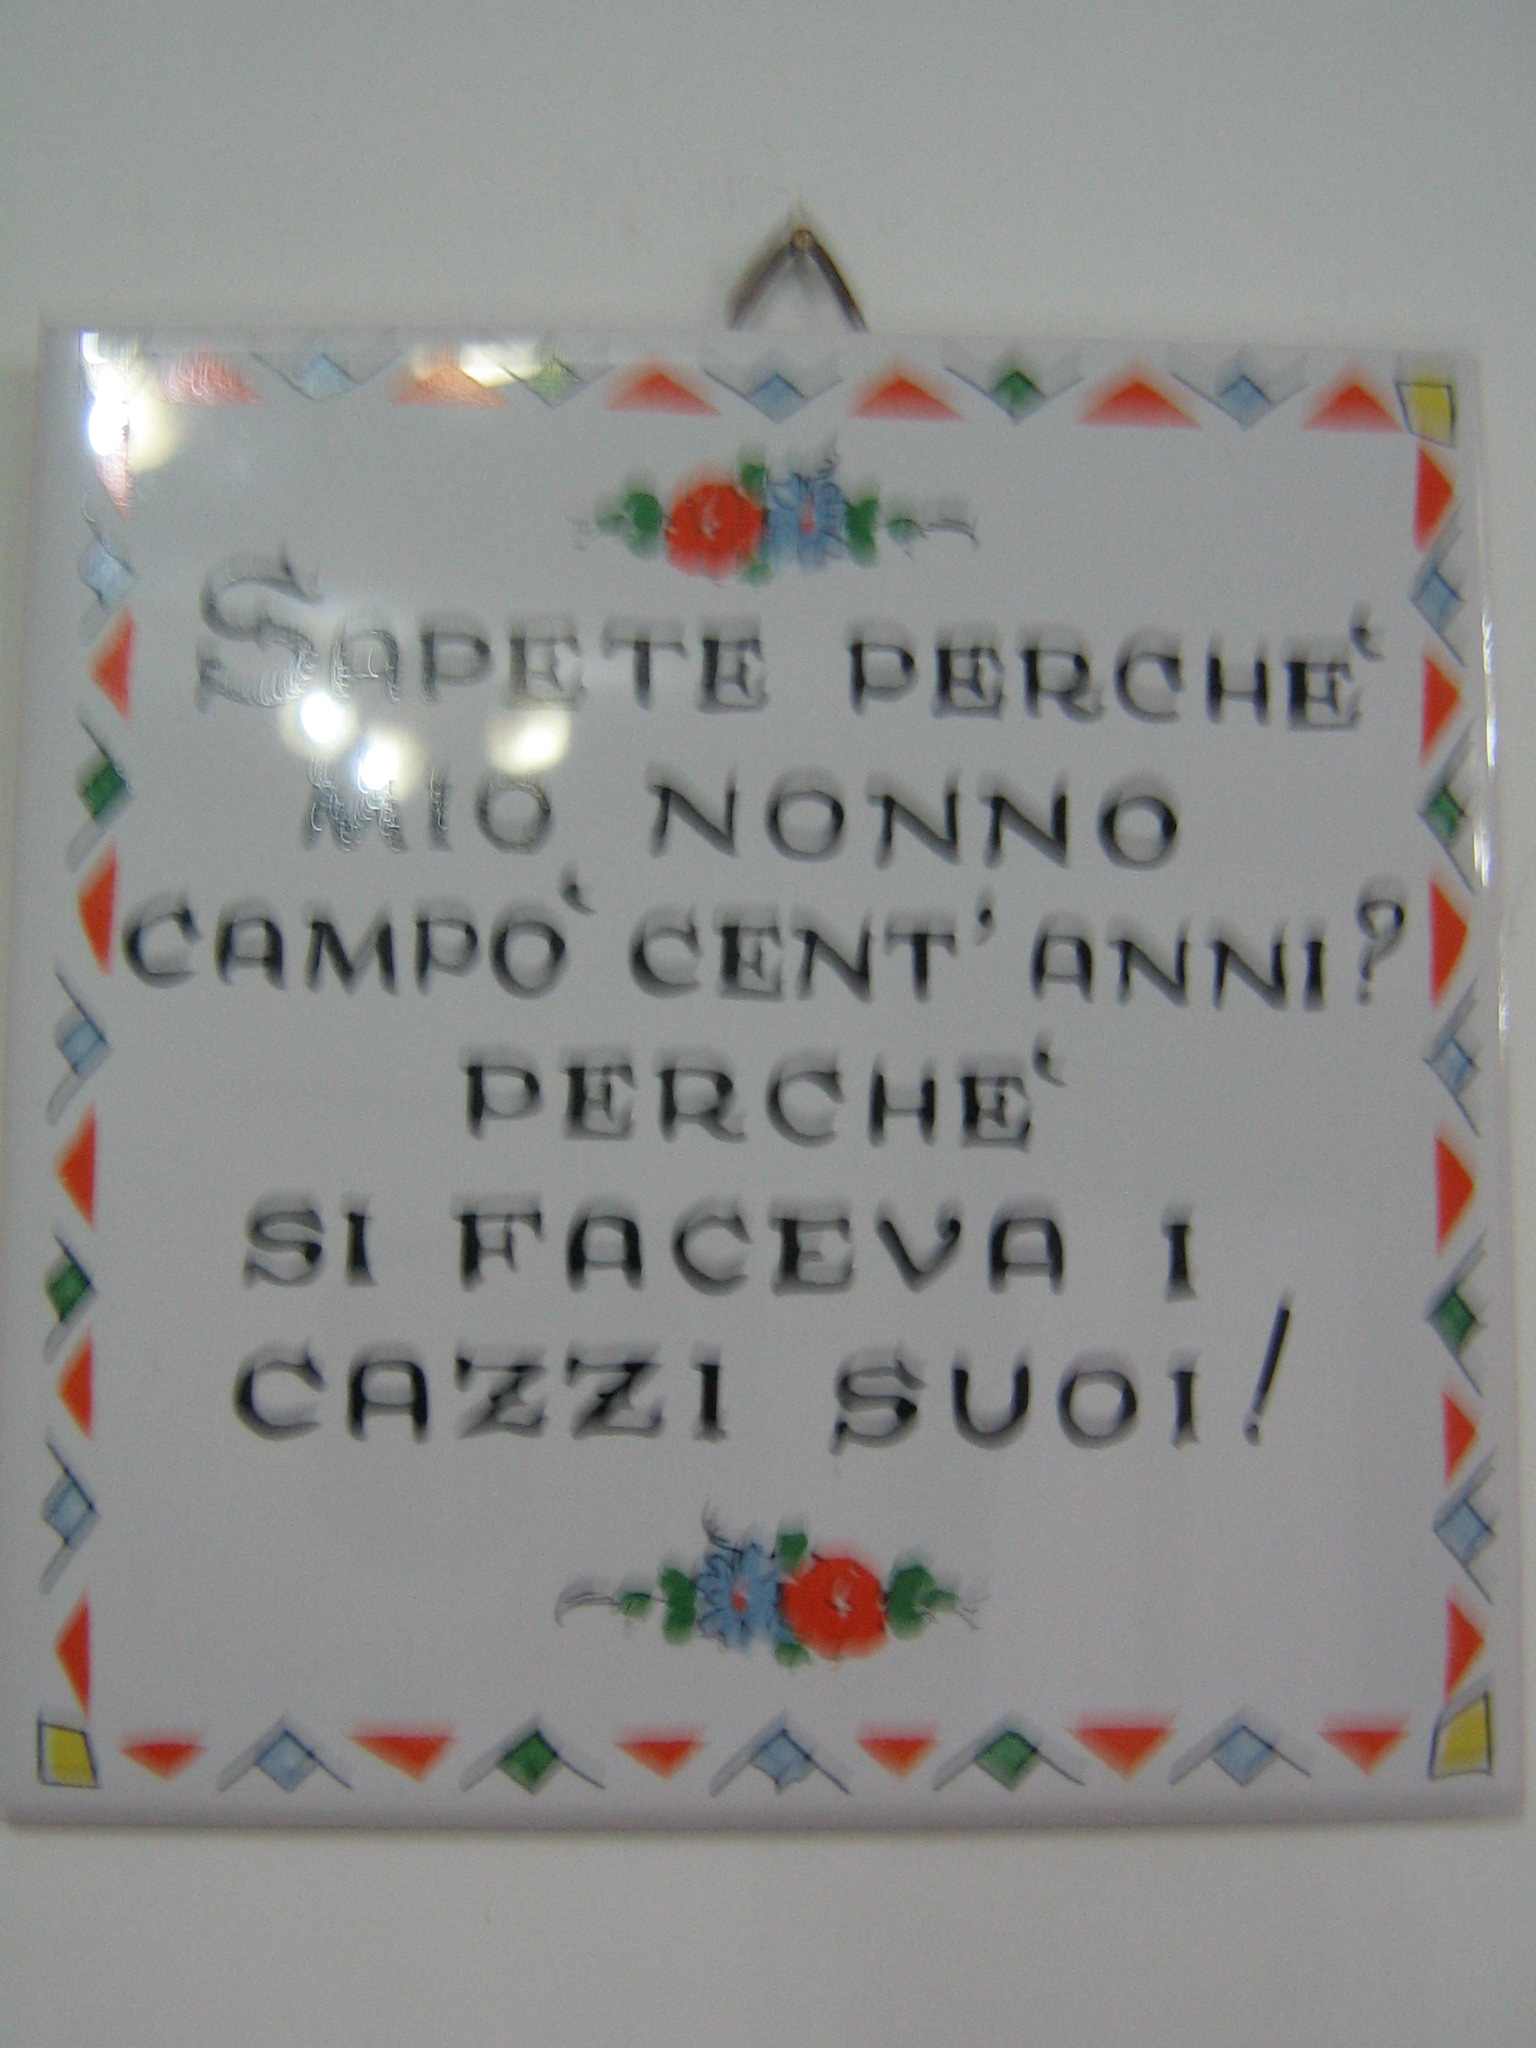 SAPETE PERCHE'
MIO NONNO
CAMPO' CENT' ANNI?
PERCHE'
SI FACEVA I
CAZZI SUOI!